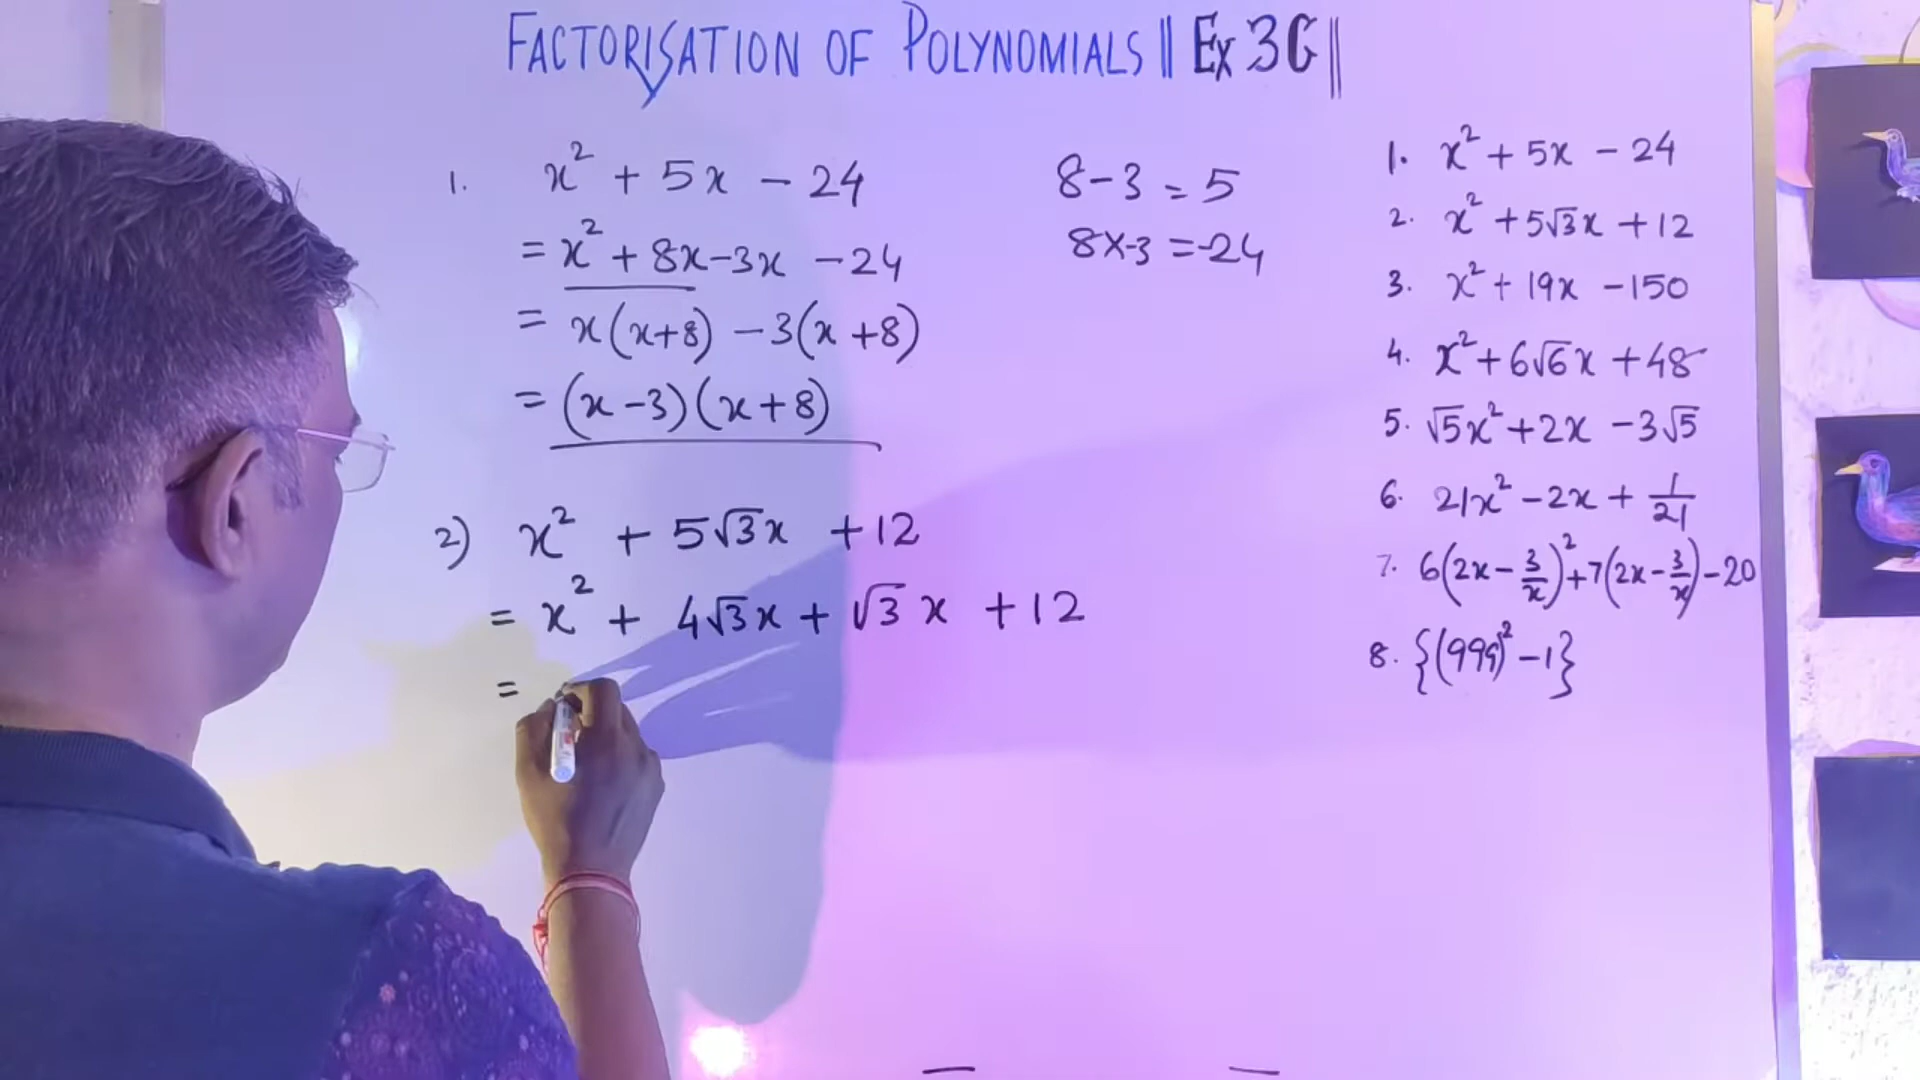 FACTORISATION OF POLYNOMIALS || Ex 3G ||
1. x² + 5x - 24
= x² + 8x - 3x - 24
= x(x+8) - 3(x+8)
= (x-3)(x+8)
8-3 = 5
8x-3 = -24
2) x² + 5√3x + 12
= x² + 4√3x + √3x + 12
=
1. x² + 5x - 24
2. x² + 5√3x + 12
3. x² + 19x - 150
4. x² + 6√6x + 48
5. √5x² + 2x - 3√5
6. 21x² - 2x + 1/21
7. 6(2x - 3/x)² + 7(2x - 3/x) - 20
8. {(999)² - 1}